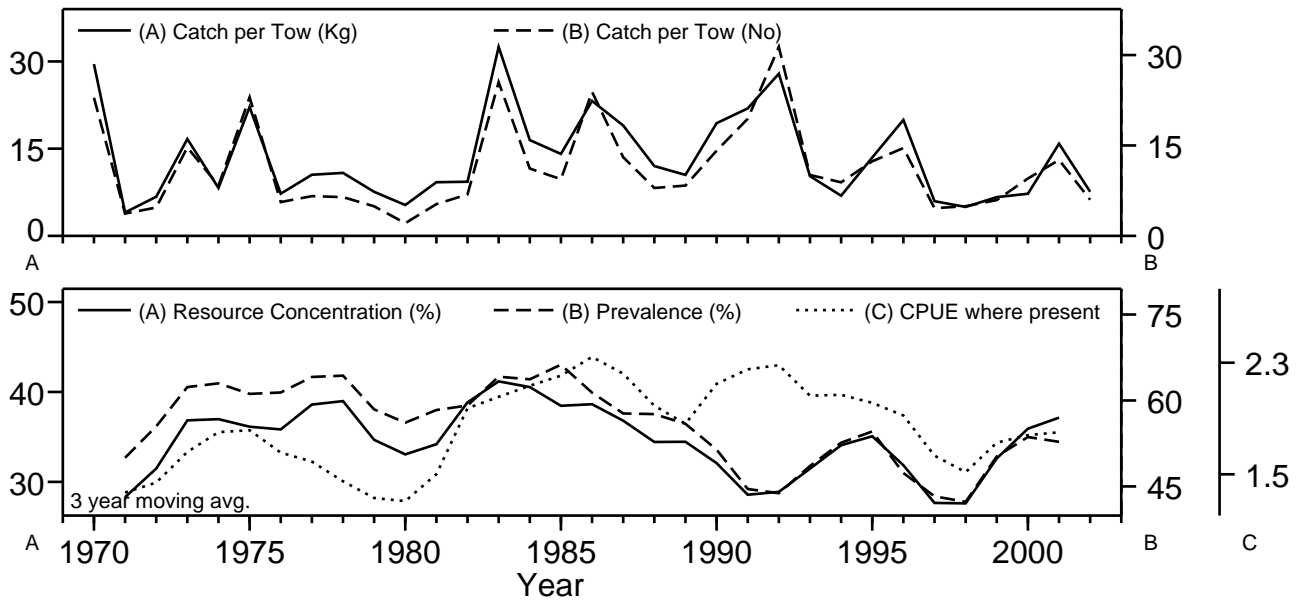 (A) Catch per Tow (Kg) (B) Catch per Tow (No)
30 30
15 15
0 0
A B
50
(A) Resource Concentration (%) (B) Prevalence (%) (C) CPUE where present
75
2.3
40
60
30
1.5
45
3 year moving avg.
A 1970 1975 1980 1985 1990 1995 2000 B C
Year